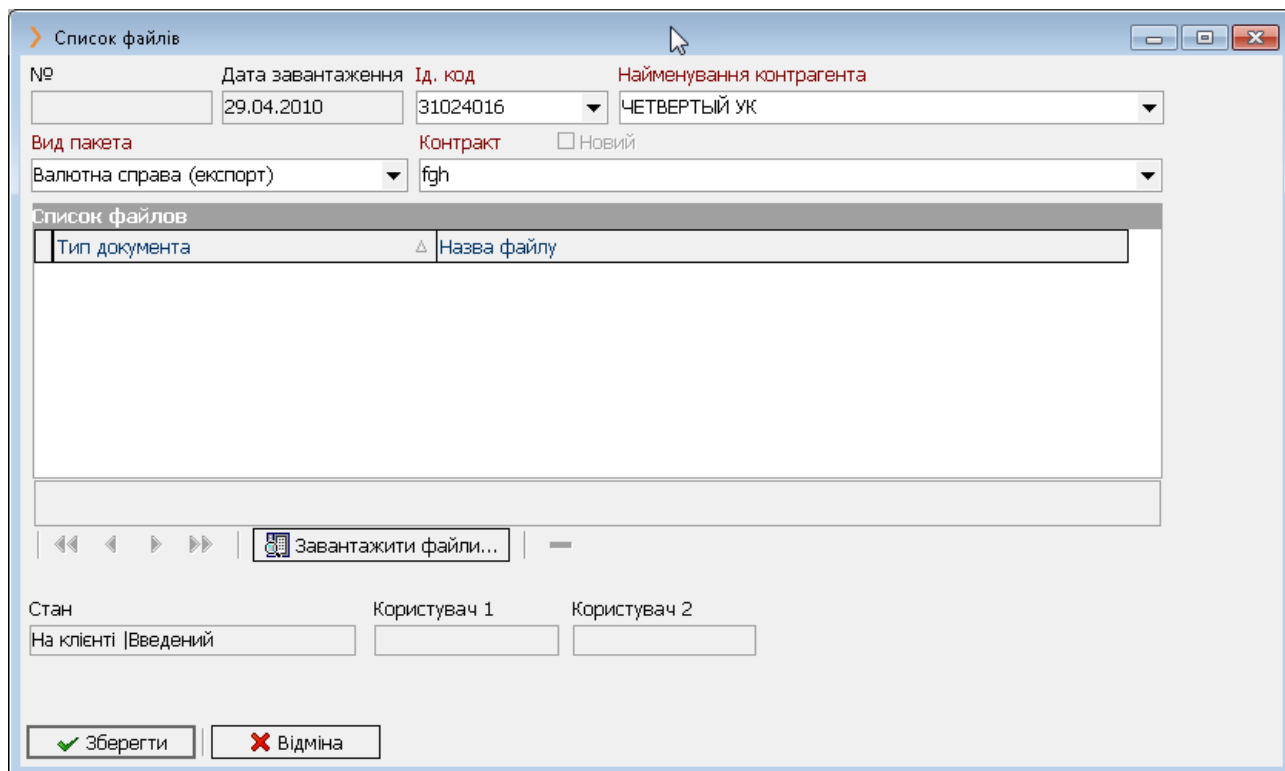 Список файлів
№ Дата завантаження Ід. код Найменування контрагента
29.04.2010 31024016 ЧЕТВЕРТЫЙ УК
Вид пакета Контракт Новий
Валютна справа (експорт) fgh
Список файлов
Тип документа Назва файлу
Завантажити файли...
Стан Користувач 1 Користувач 2
На клієнті |Введений
Зберегти Відміна